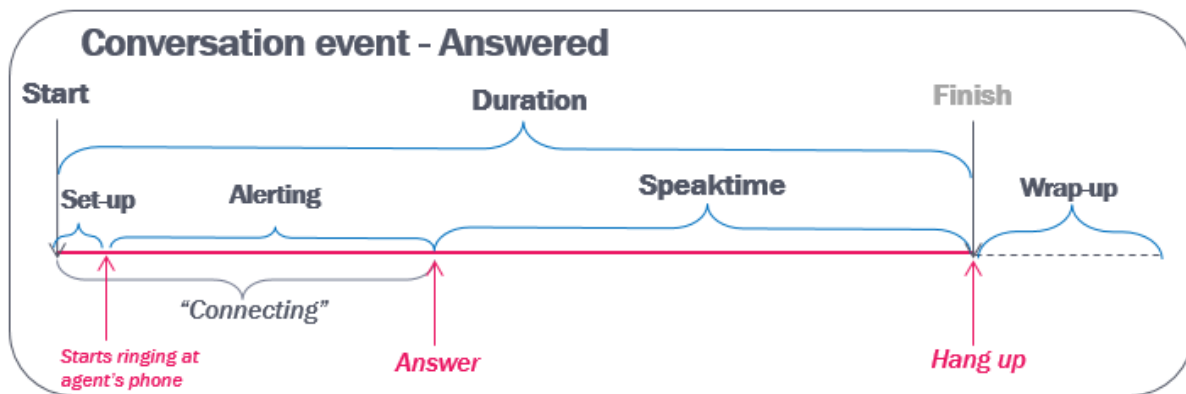 Conversation event - Answered
Start
Duration
Finish
Set-up
Alerting
Speaktime
Wrap-up
“Connecting”
Starts ringing at
agent’s phone
Answer
Hang up